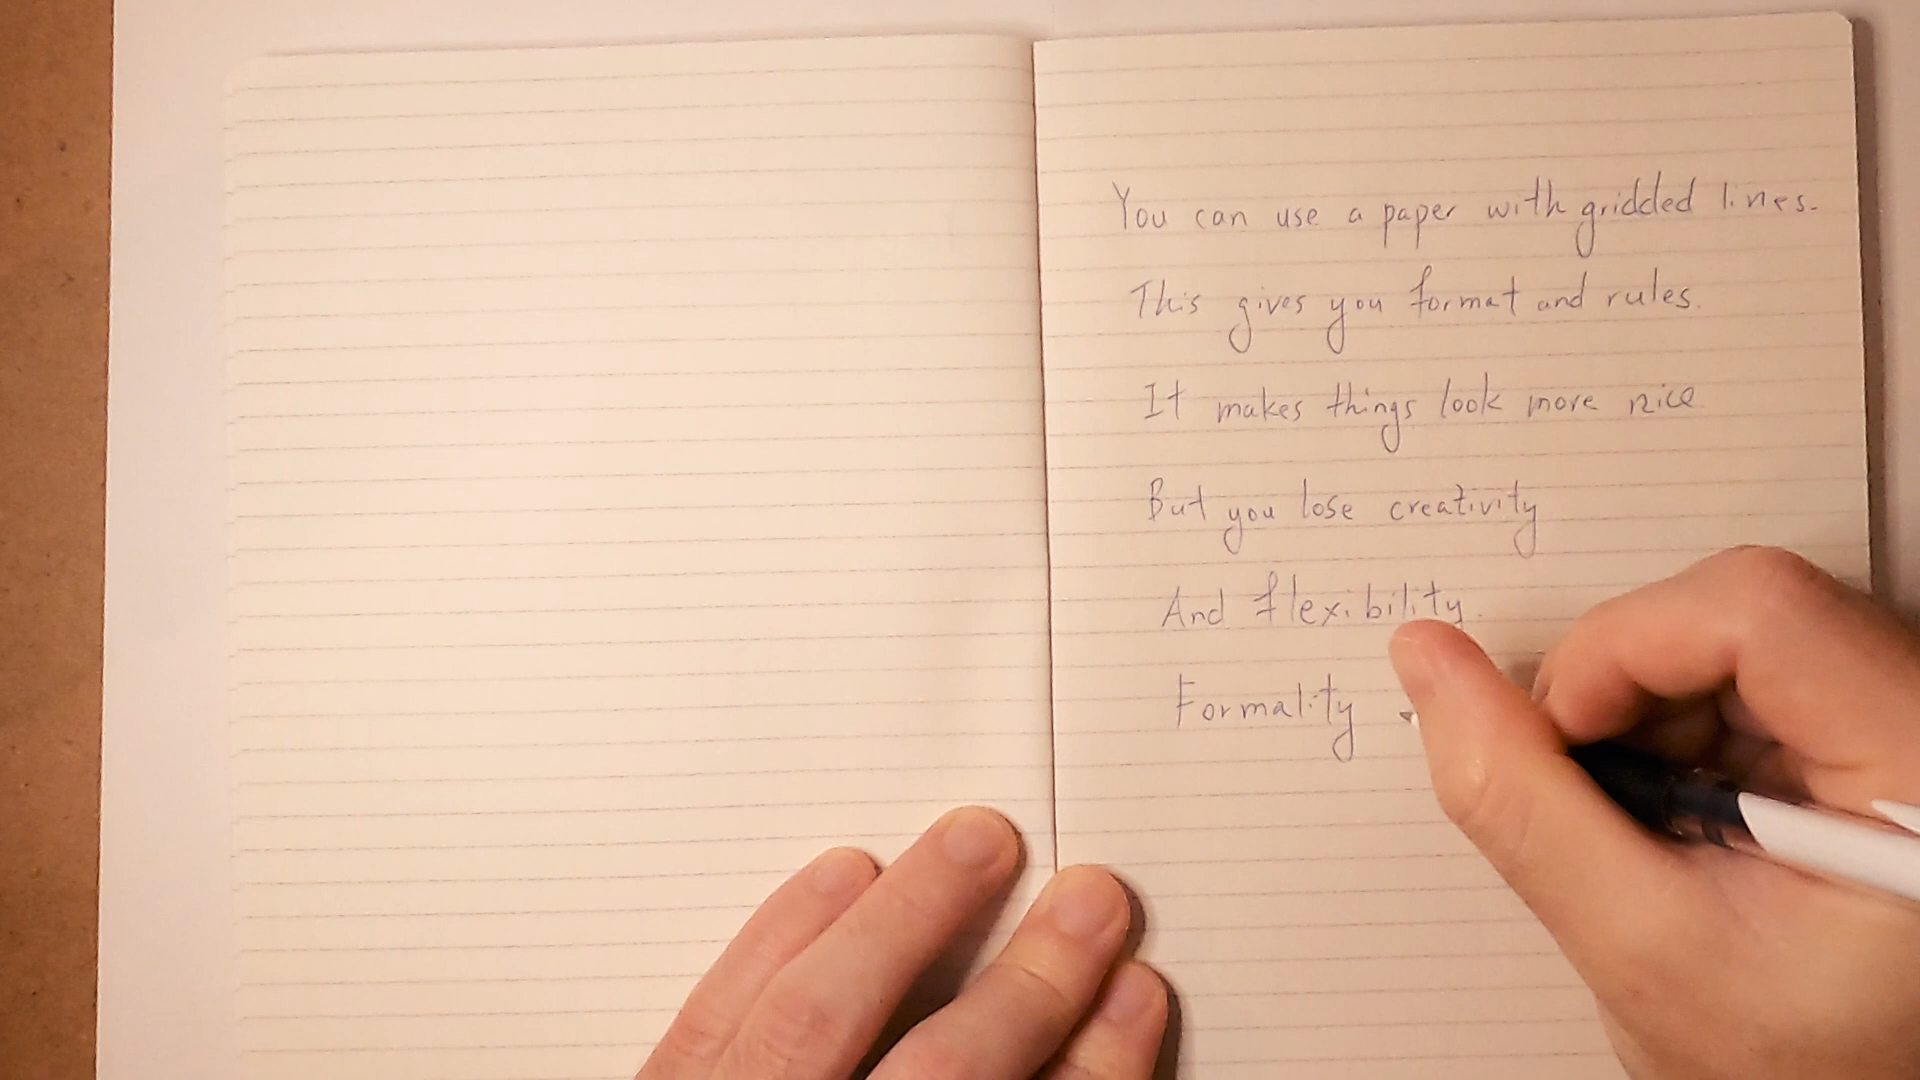 You can use a paper with gridded lines.
This gives you format and rules.
It makes things look more nice
But you lose creativity
And flexibility.
Formality